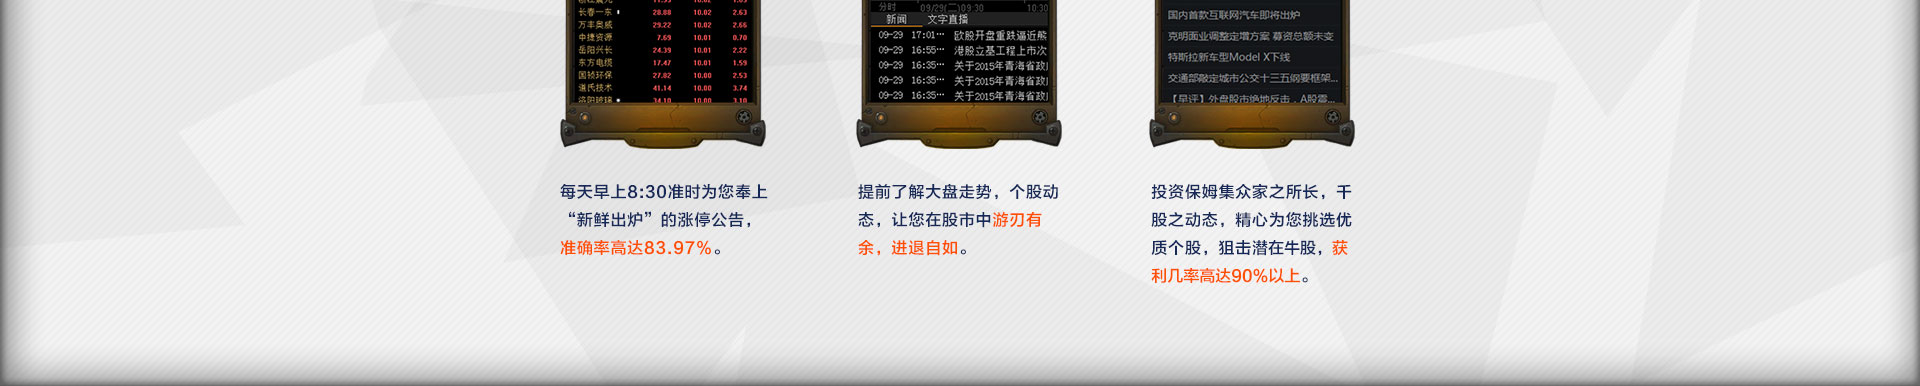 长春一东 28.88 10.02 2.63
万丰奥威 29.22 10.02 2.66
中捷资源 7.69 10.01 0.70
岳阳兴长 24.39 10.01 2.22
东方电缆 17.47 10.01 1.59
国祯环保 27.82 10.00 2.53
道氏技术 41.14 10.00 3.74
洛阳玻璃 34.10 10.00 3.10
分时 09/29(二)09:30 10:30
新闻 文字直播
09-29 17:01… 欧股开盘重跌逼近熊
09-29 16:55… 港股立基工程上市次
09-29 16:35… 关于2015年青海省政
09-29 16:35… 关于2015年青海省政
09-29 16:35… 关于2015年青海省政
国内首款互联网汽车即将出炉
克明面业调整定增方案 募资总额未变
特斯拉新车型Model X下线
交通部敲定城市公交十三五纲要框架...
【早评】外盘股市绝地反击，A股震...
每天早上8:30准时为您奉上
“新鲜出炉”的涨停公告，
准确率高达83.97%。
提前了解大盘走势，个股动
态，让您在股市中游刃有
余，进退自如。
投资保姆集众家之所长，千
股之动态，精心为您挑选优
质个股，狙击潜在牛股，获
利几率高达90%以上。